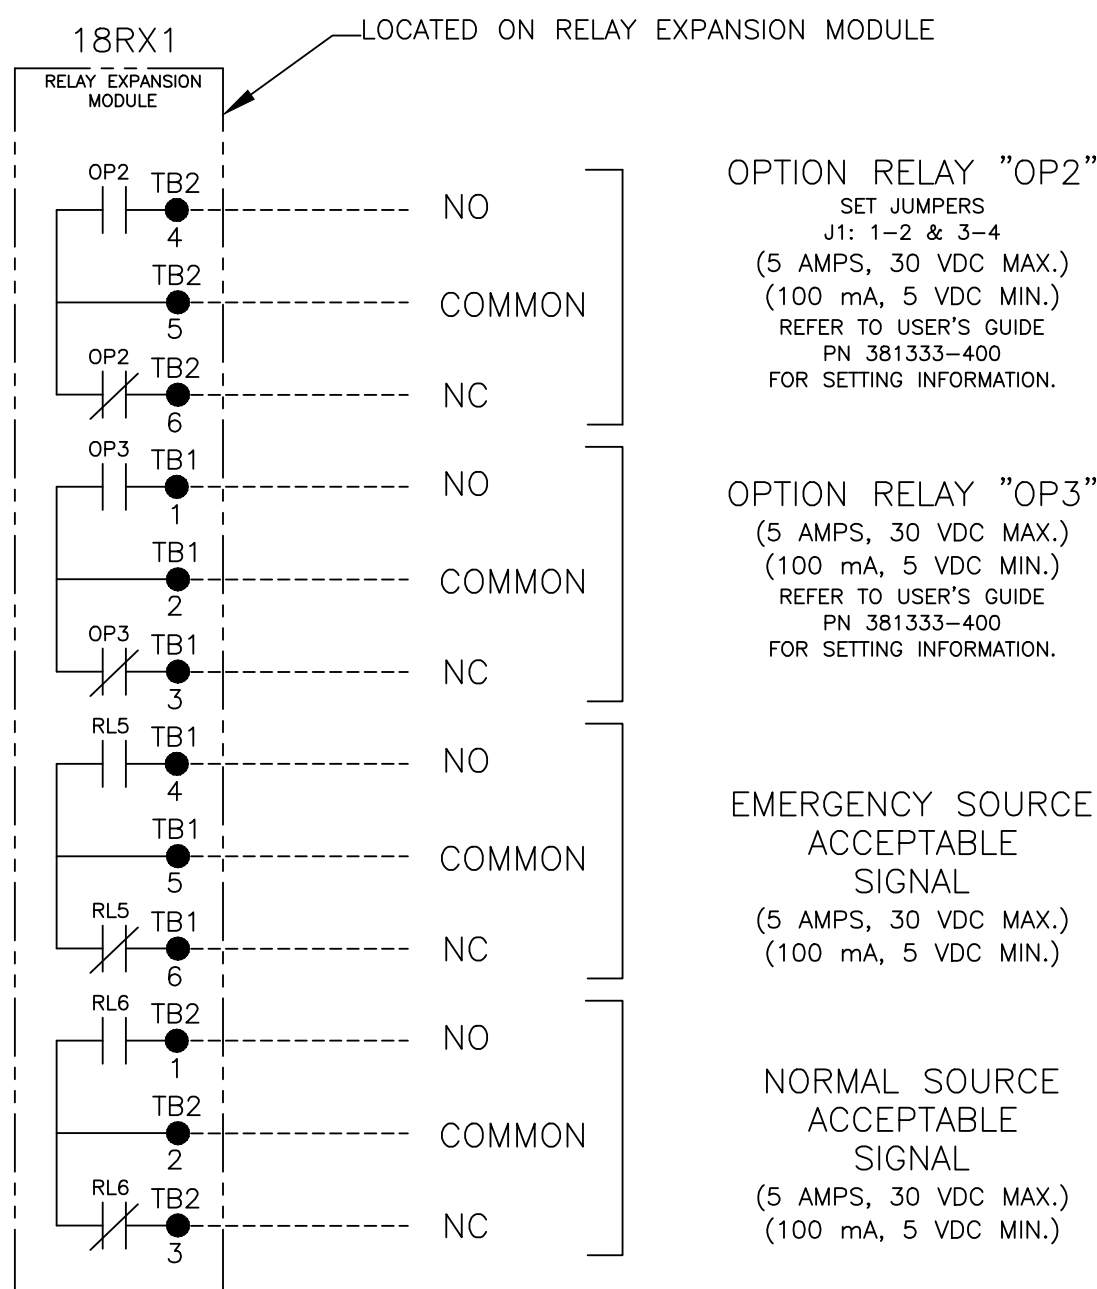 18RX1
LOCATED ON RELAY EXPANSION MODULE
RELAY EXPANSION
MODULE
OP2
TB2
4
NO
TB2
5
COMMON
OP2
TB2
6
NC
OPTION RELAY "OP2"
SET JUMPERS
J1: 1-2 & 3-4
(5 AMPS, 30 VDC MAX.)
(100 mA, 5 VDC MIN.)
REFER TO USER'S GUIDE
PN 381333-400
FOR SETTING INFORMATION.
OP3
TB1
1
NO
TB1
2
COMMON
OP3
TB1
3
NC
OPTION RELAY "OP3"
(5 AMPS, 30 VDC MAX.)
(100 mA, 5 VDC MIN.)
REFER TO USER'S GUIDE
PN 381333-400
FOR SETTING INFORMATION.
RL5
TB1
4
NO
TB1
5
COMMON
RL5
TB1
6
NC
EMERGENCY SOURCE
ACCEPTABLE
SIGNAL
(5 AMPS, 30 VDC MAX.)
(100 mA, 5 VDC MIN.)
RL6
TB2
1
NO
TB2
2
COMMON
RL6
TB2
3
NC
NORMAL SOURCE
ACCEPTABLE
SIGNAL
(5 AMPS, 30 VDC MAX.)
(100 mA, 5 VDC MIN.)